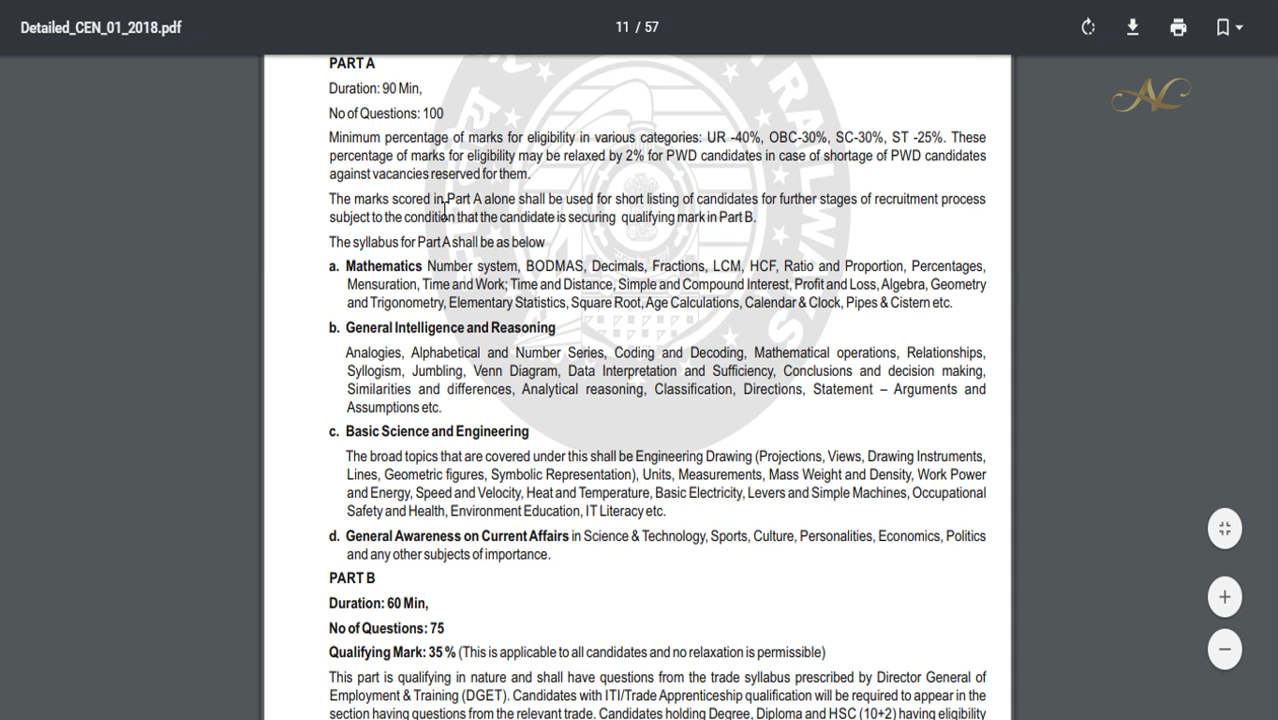 Detailed_CEN_01_2018.pdf
11 / 57
PART A
Duration: 90 Min,
No of Questions: 100
Minimum percentage of marks for eligibility in various categories: UR -40%, OBC-30%, SC-30%, ST -25%. These
percentage of marks for eligibility may be relaxed by 2% for PWD candidates in case of shortage of PWD candidates
against vacancies reserved for them.
The marks scored in Part A alone shall be used for short listing of candidates for further stages of recruitment process
subject to the condition that the candidate is securing qualifying mark in Part B.
The syllabus for Part A shall be as below
a. Mathematics Number system, BODMAS, Decimals, Fractions, LCM, HCF, Ratio and Proportion, Percentages,
Mensuration, Time and Work; Time and Distance, Simple and Compound Interest, Profit and Loss, Algebra, Geometry
and Trigonometry, Elementary Statistics, Square Root, Age Calculations, Calendar & Clock, Pipes & Cistern etc.
b. General Intelligence and Reasoning
Analogies, Alphabetical and Number Series, Coding and Decoding, Mathematical operations, Relationships,
Syllogism, Jumbling, Venn Diagram, Data Interpretation and Sufficiency, Conclusions and decision making,
Similarities and differences, Analytical reasoning, Classification, Directions, Statement – Arguments and
Assumptions etc.
c. Basic Science and Engineering
The broad topics that are covered under this shall be Engineering Drawing (Projections, Views, Drawing Instruments,
Lines, Geometric figures, Symbolic Representation), Units, Measurements, Mass Weight and Density, Work Power
and Energy, Speed and Velocity, Heat and Temperature, Basic Electricity, Levers and Simple Machines, Occupational
Safety and Health, Environment Education, IT Literacy etc.
d. General Awareness on Current Affairs in Science & Technology, Sports, Culture, Personalities, Economics, Politics
and any other subjects of importance.
PART B
Duration: 60 Min,
No of Questions: 75
Qualifying Mark: 35 % (This is applicable to all candidates and no relaxation is permissible)
This part is qualifying in nature and shall have questions from the trade syllabus prescribed by Director General of
Employment & Training (DGET). Candidates with ITI/Trade Apprenticeship qualification will be required to appear in the
section having questions from the relevant trade. Candidates holding Degree, Diploma and HSC (10+2) having eligibility